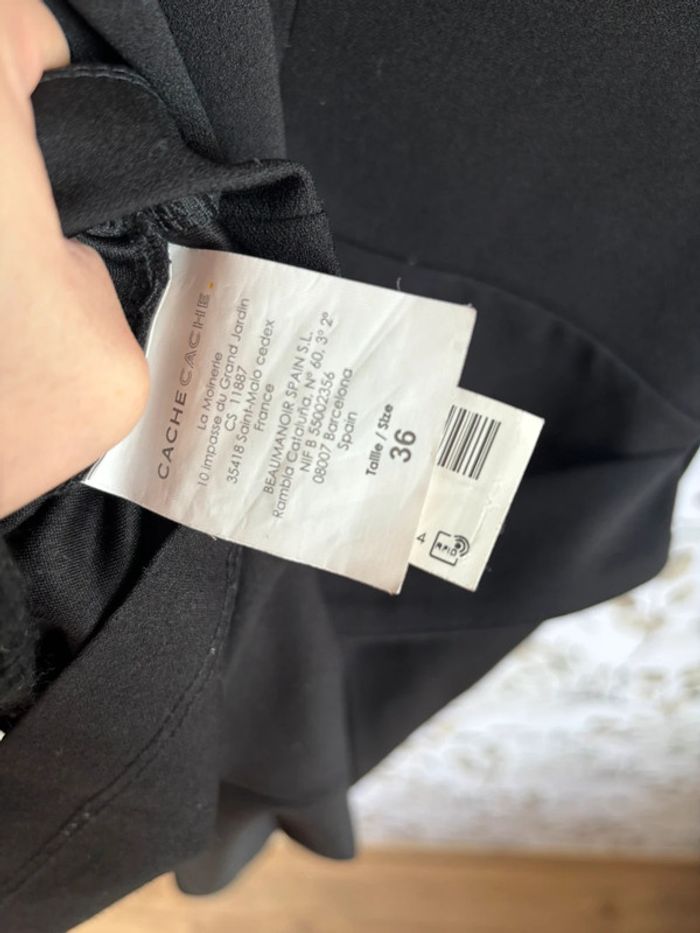 CACHE CACHE.
La Moinerie
10 impasse du Grand Jardin
CS 11887
35418 Saint-Malo cedex
France
BEAUMANOIR SPAIN S.L.
Rambla Cataluña, Nº 60, 3º 2º
NIF B 55002356
08007 Barcelona
Spain
Taille / Size
36
4
RFID